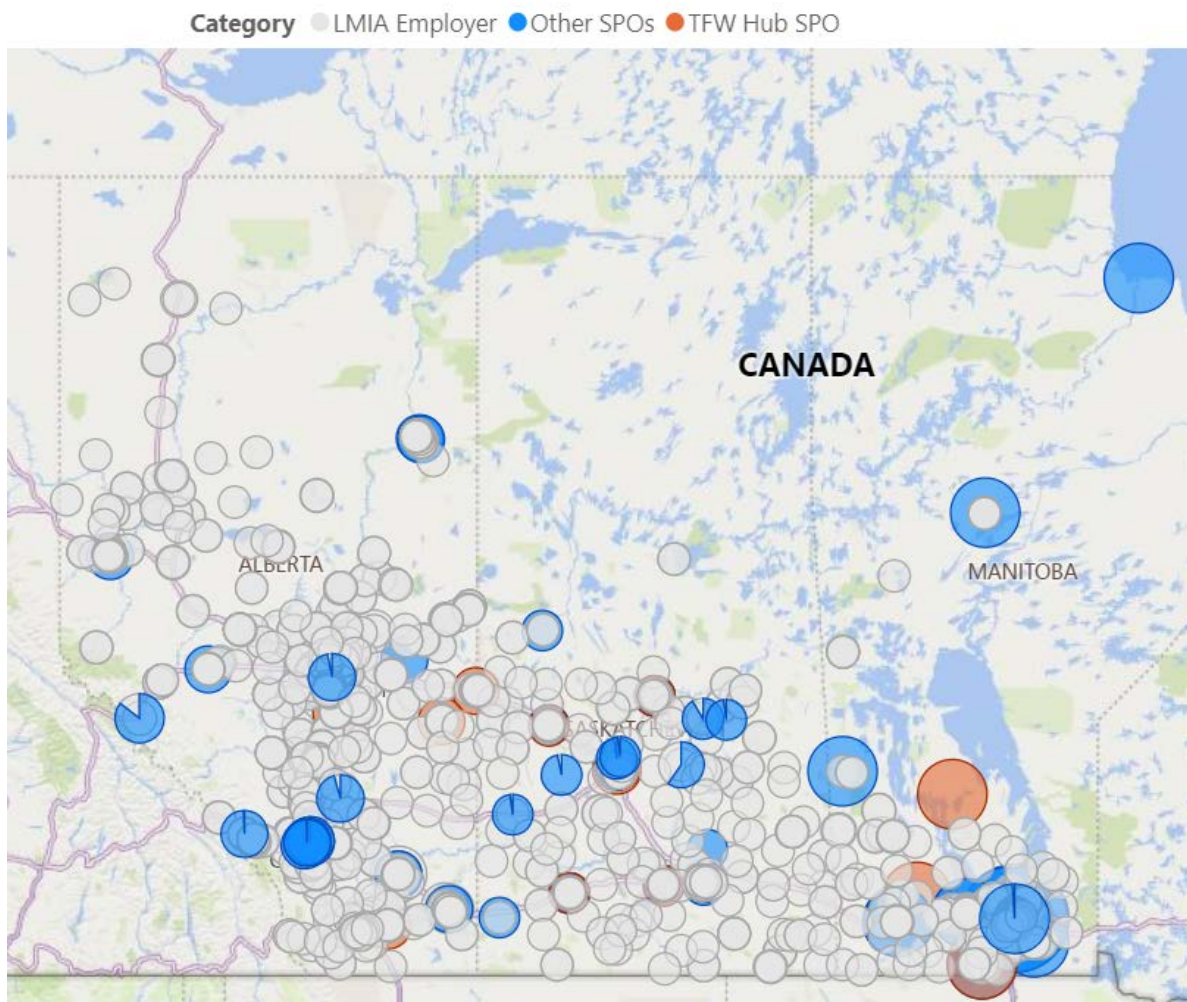 Category LMIA Employer Other SPOs TFW Hub SPO
CANADA
ALBERTA
MANITOBA